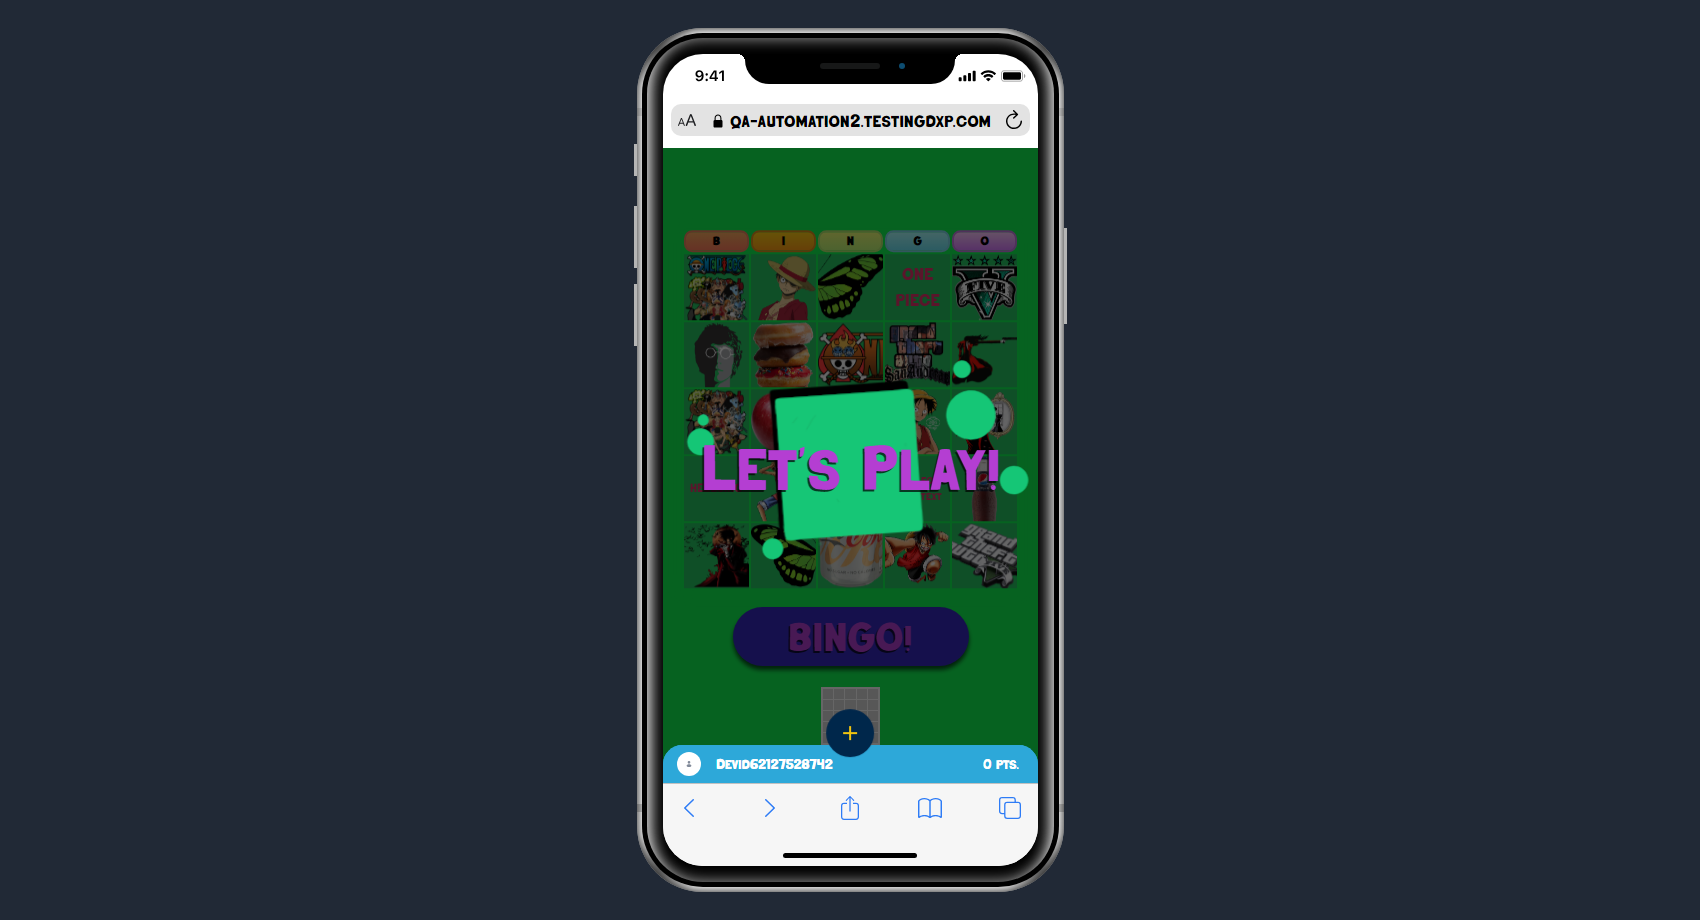 9:41
AA QA-AUTOMATION2.TESTINGDXP.COM
B I N G O
ONE
PIECE
FIVE
LET'S PLAY!
BINGO!
+
DEVID62127528742 0 PTS.